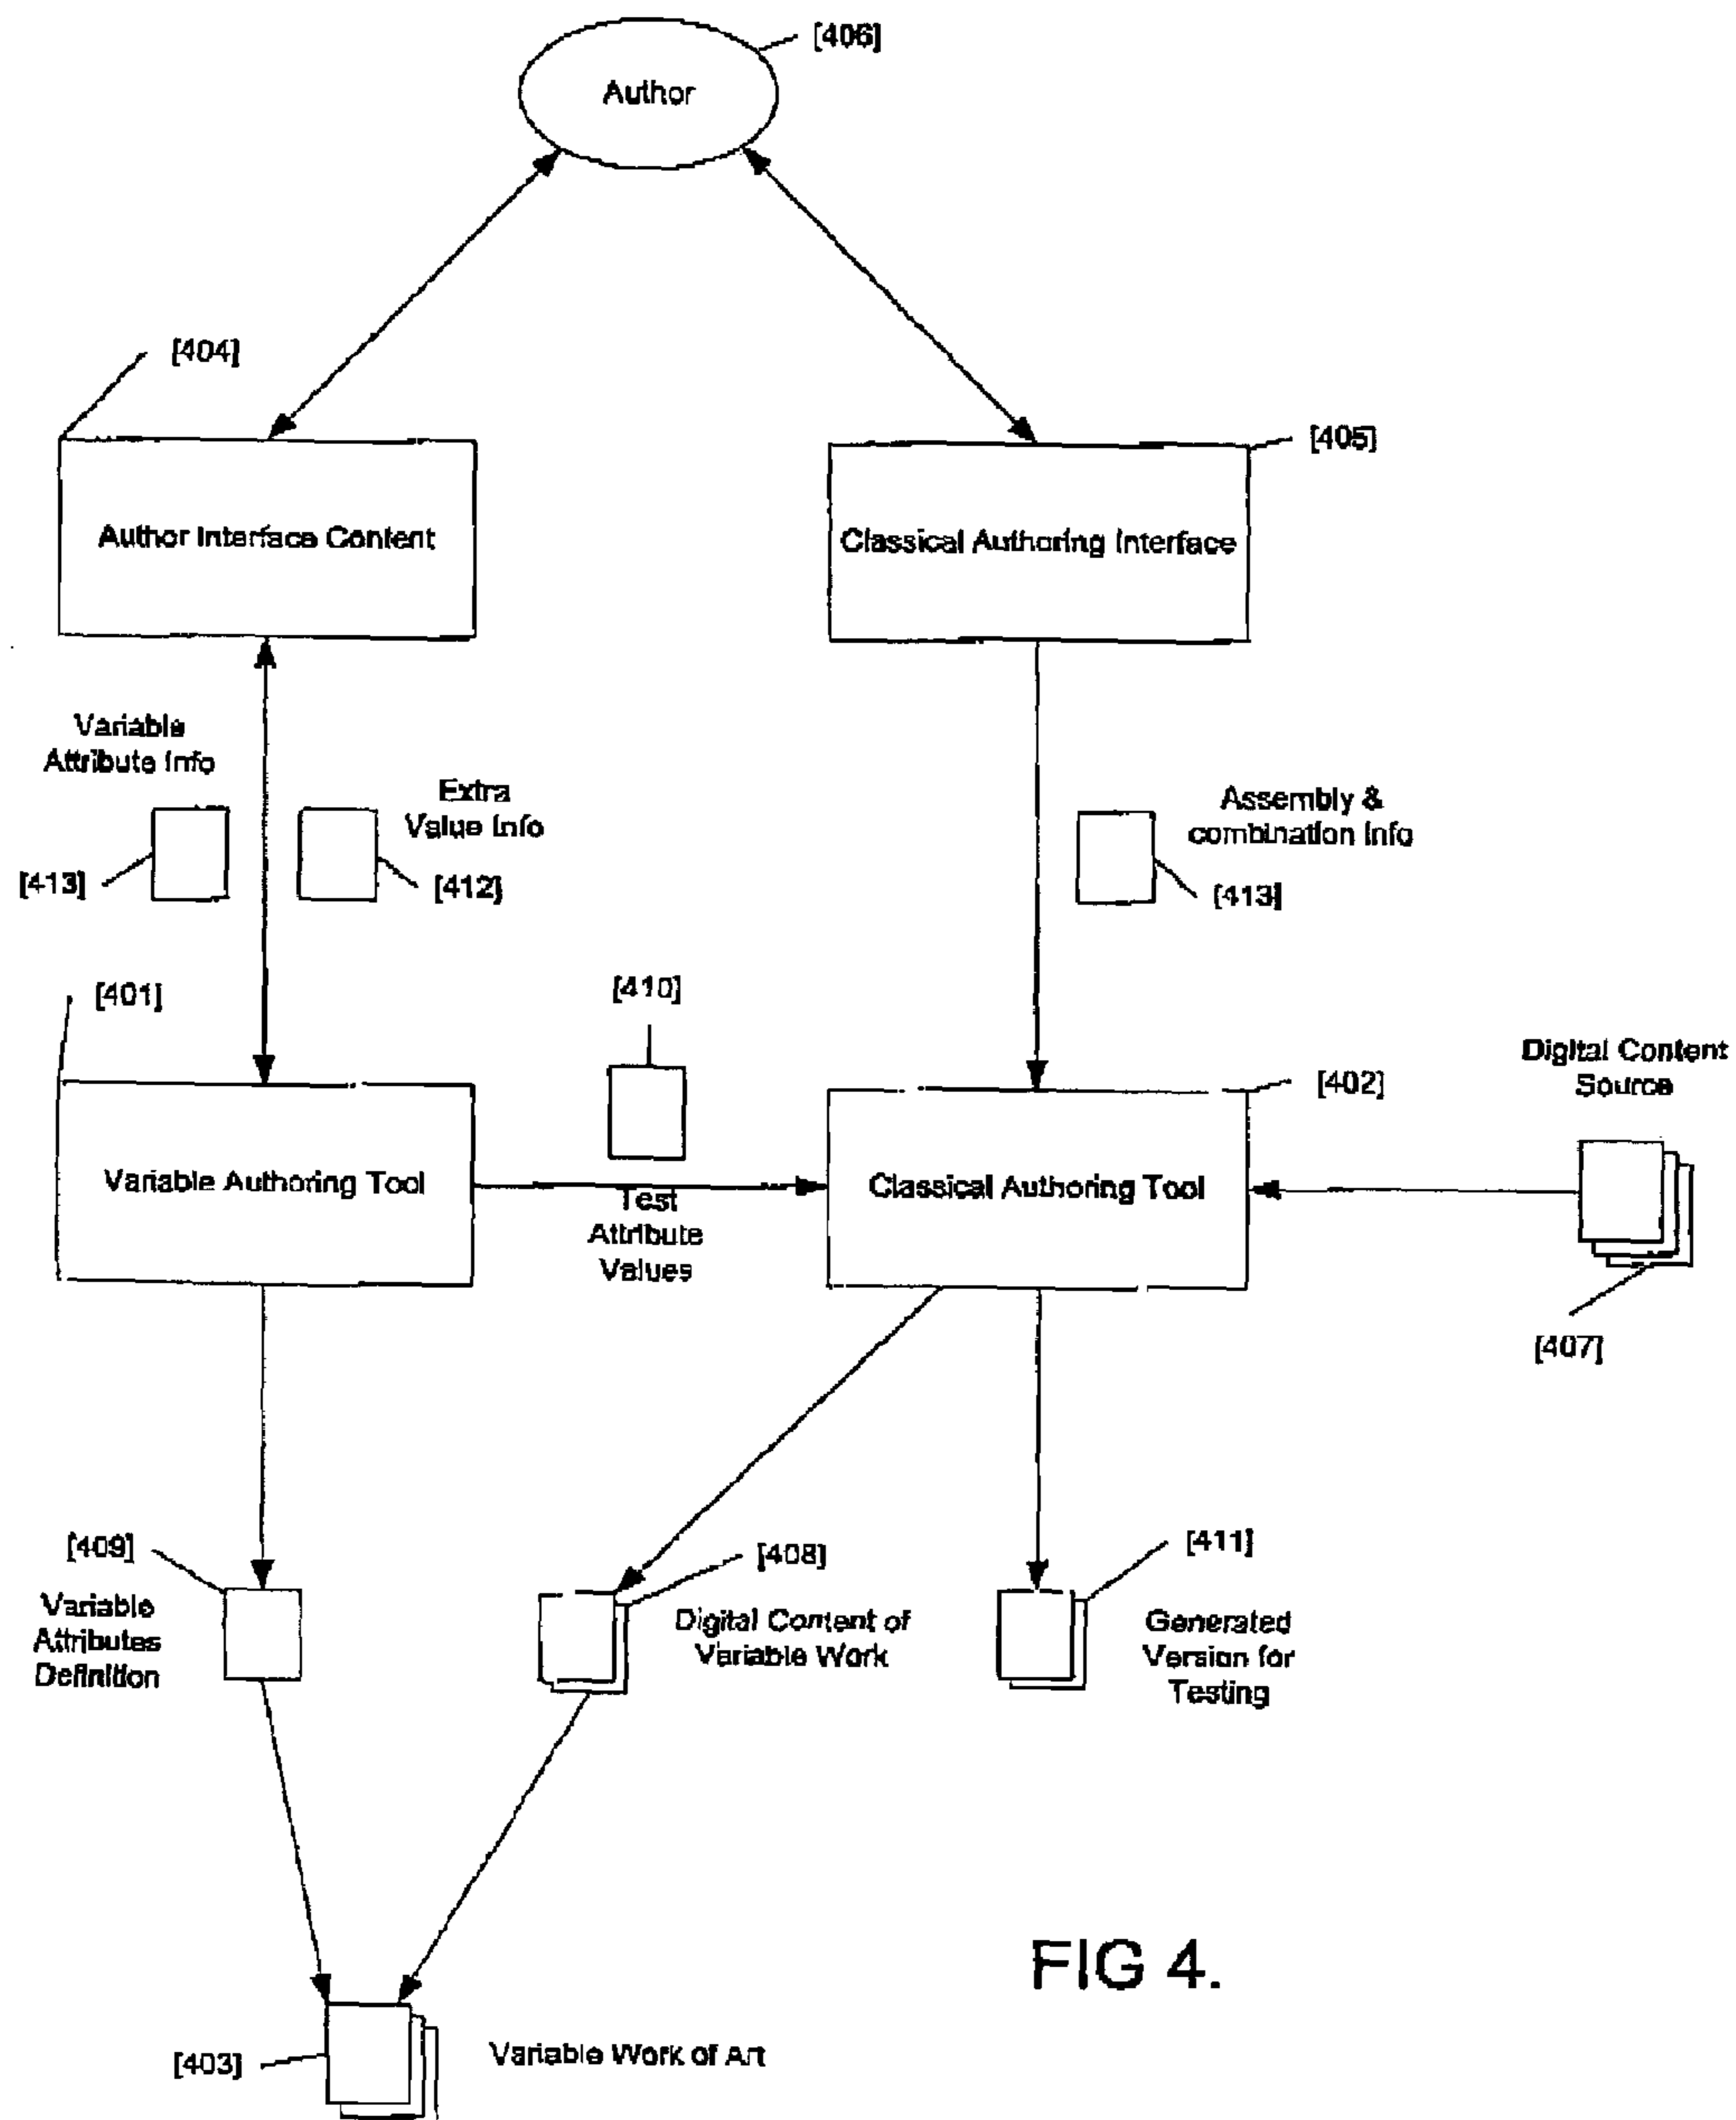 [406]
Author
[404]
[405]
Author Interface Content
Classical Authoring Interface
Variable
Attribute Info
Extra
Value Info
Assembly &
combination Info
[413]
[412]
[413]
[401]
[410]
[402]
Digital Content
Source
Variable Authoring Tool
Test
Attribute
Values
Classical Authoring Tool
[407]
[409]
Variable
Attributes
Definition
[408]
Digital Content of
Variable Work
[411]
Generated
Version for
Testing
FIG 4.
[403]
Variable Work of Art